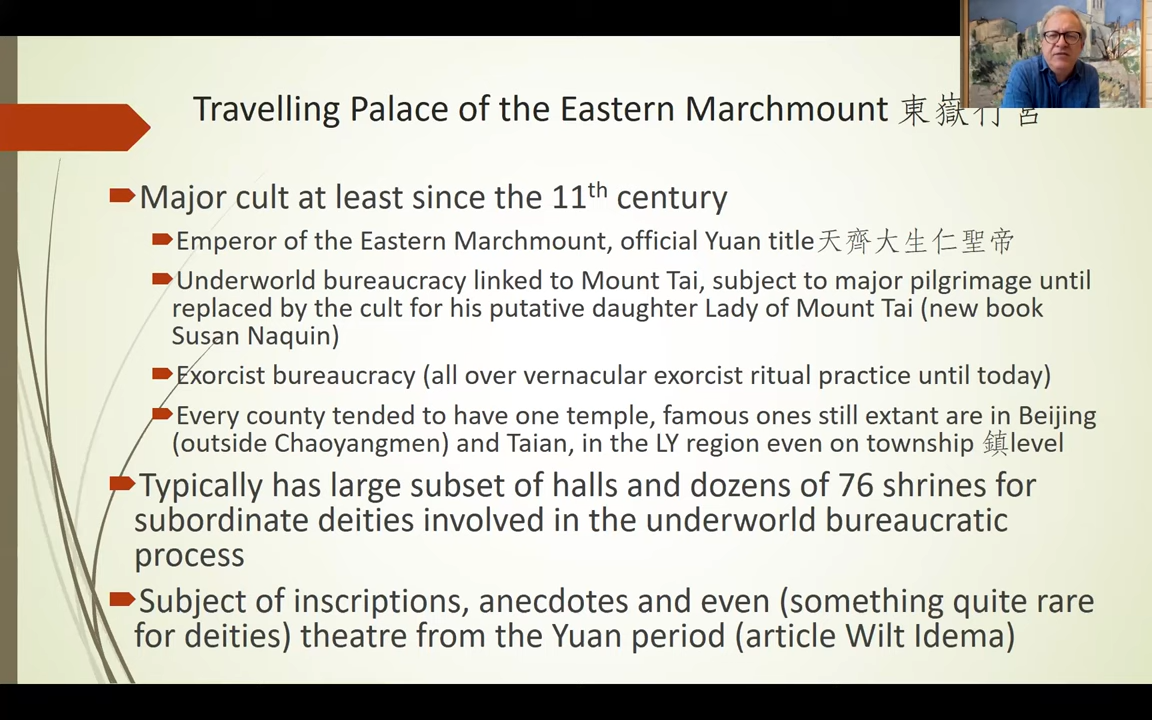 Travelling Palace of the Eastern Marchmount 東嶽行宮
Major cult at least since the 11th century
Emperor of the Eastern Marchmount, official Yuan title天齊大生仁聖帝
Underworld bureaucracy linked to Mount Tai, subject to major pilgrimage until
replaced by the cult for his putative daughter Lady of Mount Tai (new book
Susan Naquin)
Exorcist bureaucracy (all over vernacular exorcist ritual practice until today)
Every county tended to have one temple, famous ones still extant are in Beijing
(outside Chaoyangmen) and Taian, in the LY region even on township 鎮level
Typically has large subset of halls and dozens of 76 shrines for
subordinate deities involved in the underworld bureaucratic
process
Subject of inscriptions, anecdotes and even (something quite rare
for deities) theatre from the Yuan period (article Wilt Idema)